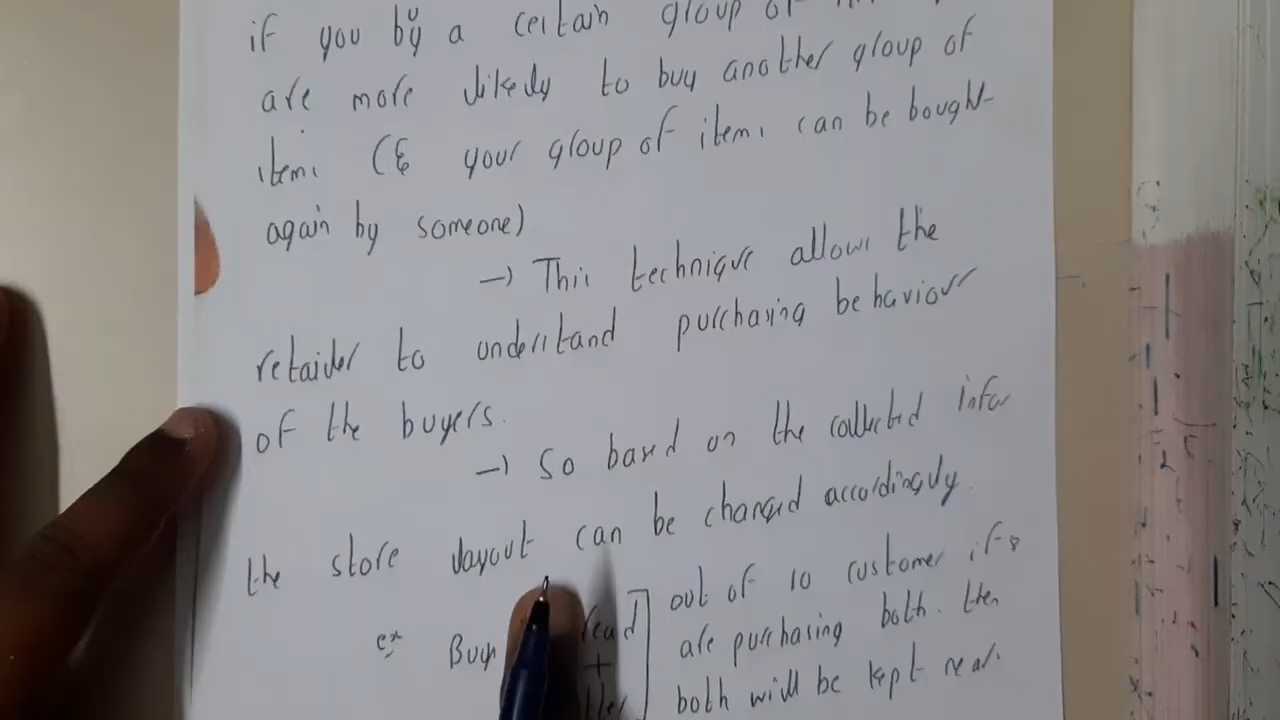 if you by a certain group of
are more likely to buy another group of
items (& your group of items can be bought
again by someone)
→ This technique allows the
retailer to understand purchasing behaviour
of the buyers.
→ So based on the collected info
the store layout can be changed accordingly
ex Buy out of 10 customer if 8
are purchasing both. then
+ both will be kept near.